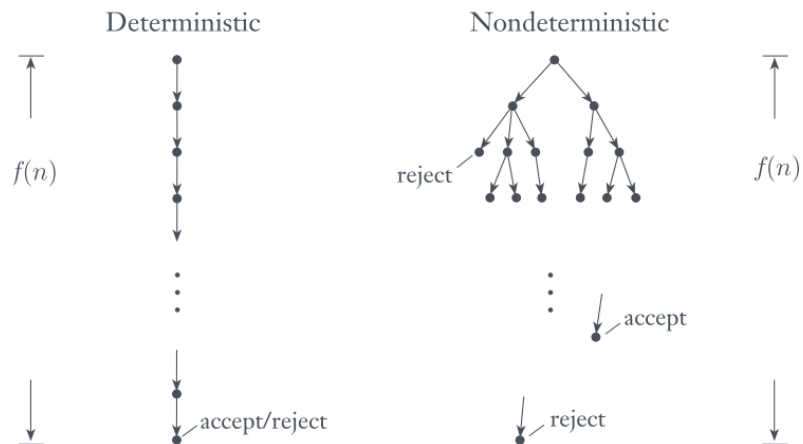 Deterministic
Nondeterministic
f(n)
reject
f(n)
accept
accept/reject
reject